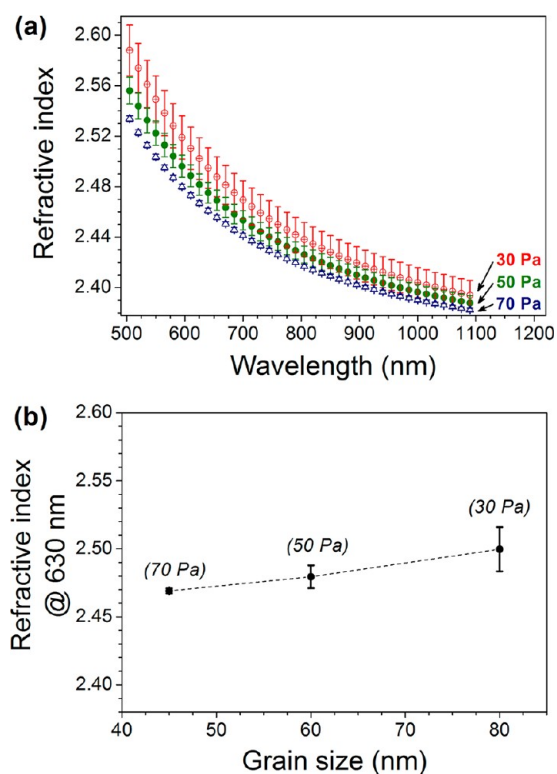 (a)
2.60
2.56
2.52
2.48
2.44
2.40
Refractive index
30 Pa
50 Pa
70 Pa
500 600 700 800 900 1000 1100 1200
Wavelength (nm)
(b)
2.60
2.55
2.50
2.45
2.40
Refractive index
@ 630 nm
(70 Pa)
(50 Pa)
(30 Pa)
40 50 60 70 80
Grain size (nm)